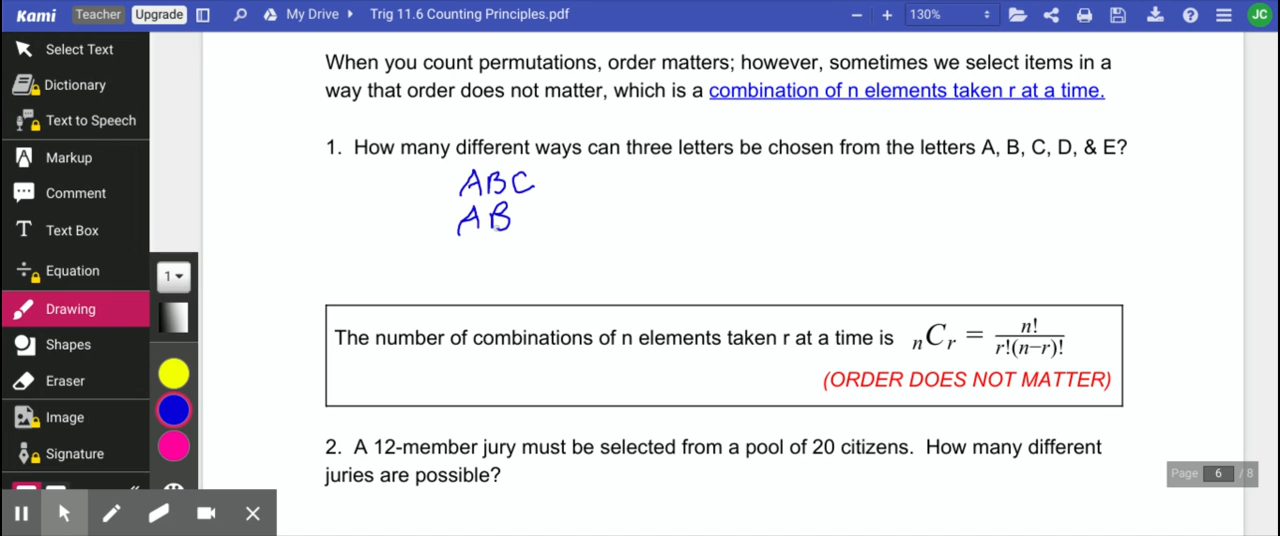 Kami Teacher Upgrade My Drive Trig 11.6 Counting Principles.pdf 130% JC
Select Text
Dictionary
Text to Speech
Markup
Comment
Text Box
Equation
Drawing
Shapes
Eraser
Image
Signature
1
When you count permutations, order matters; however, sometimes we select items in a
way that order does not matter, which is a combination of n elements taken r at a time.
1. How many different ways can three letters be chosen from the letters A, B, C, D, & E?
ABC
AB
The number of combinations of n elements taken r at a time is nCr = n!/r!(n−r)!
(ORDER DOES NOT MATTER)
2. A 12-member jury must be selected from a pool of 20 citizens. How many different
juries are possible?
Page 6 / 8